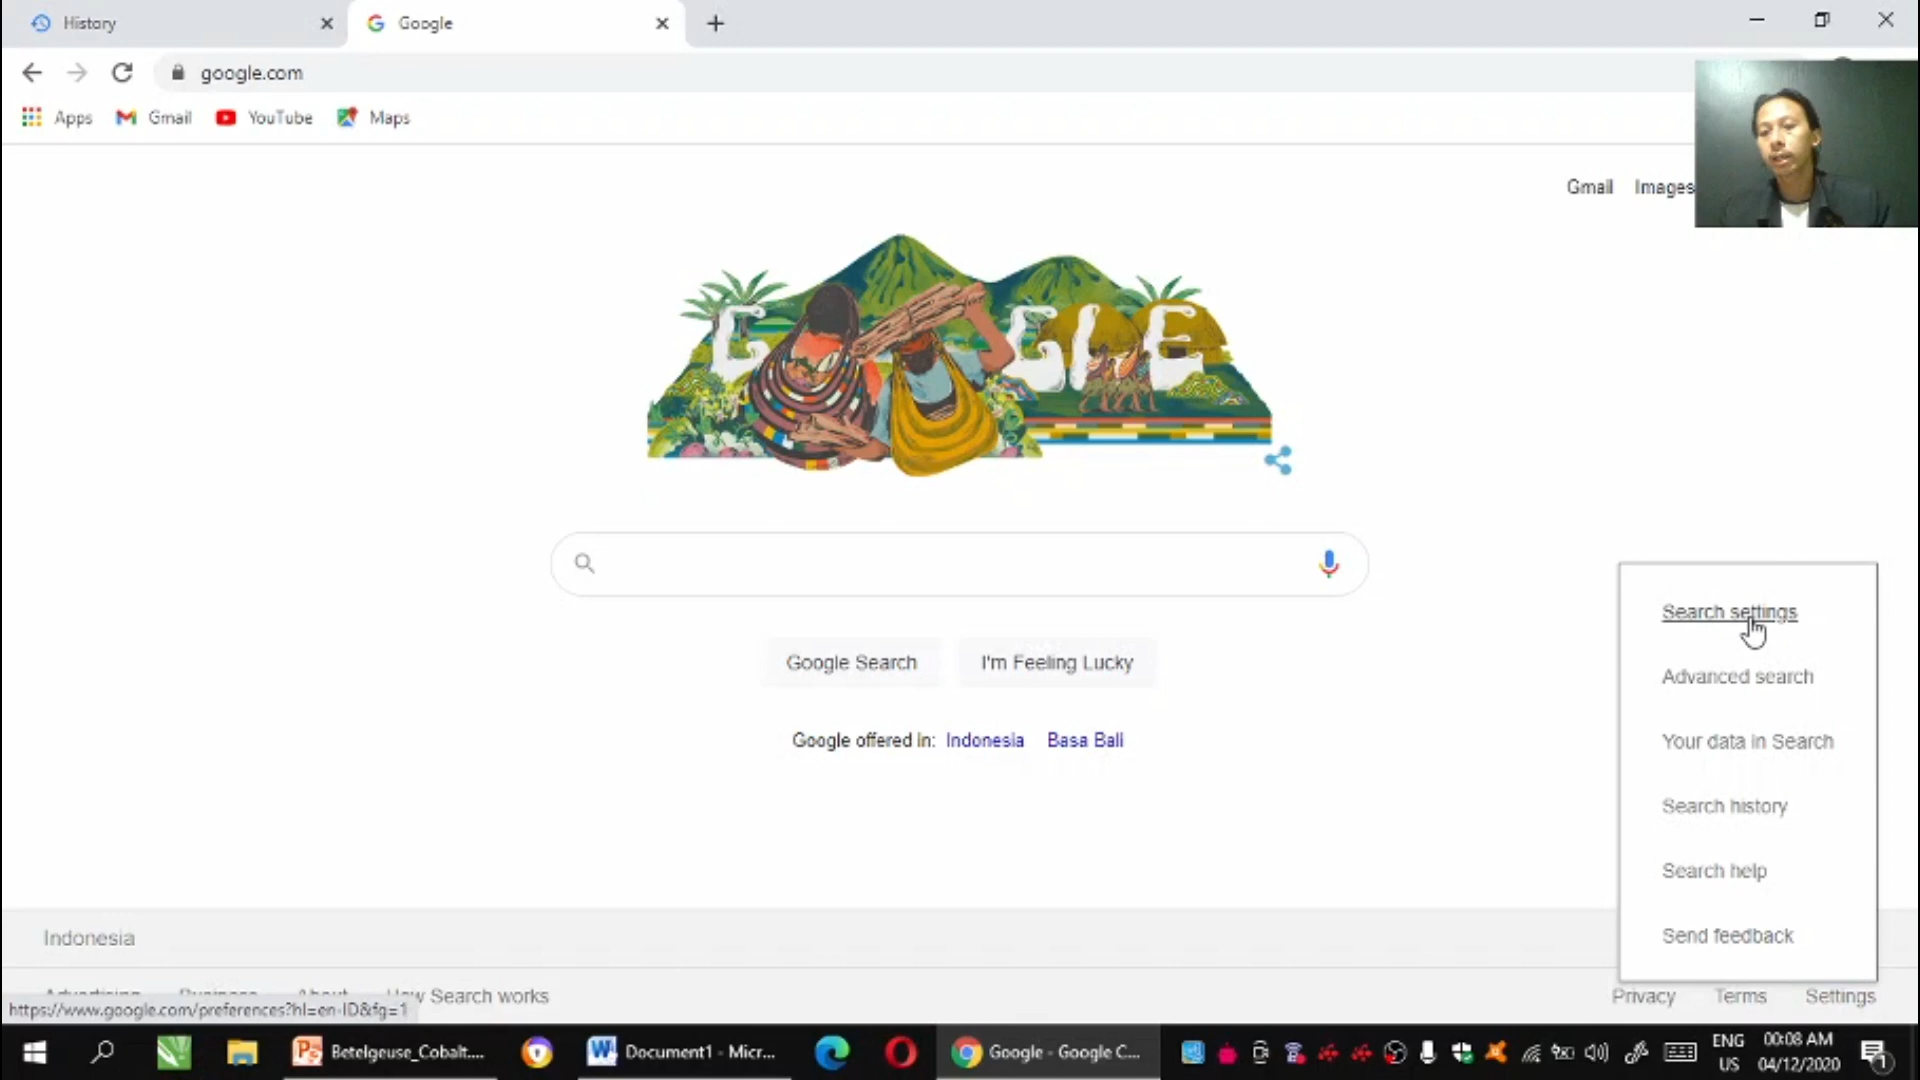 History
Google
google.com
Apps
Gmail
YouTube
Maps
Gmail Images
GOOGLE
Google Search
I'm Feeling Lucky
Google offered in: Indonesia Basa Bali
Search settings
Advanced search
Your data in Search
Search history
Search help
Send feedback
Indonesia
Advertising Business About How Search works
Privacy Terms Settings
https://www.google.com/preferences?hl=en-ID&fg=1
Betelgeuse_Cobalt....
Document1 - Micr...
Google - Google C...
ENG
US
00:08 AM
04/12/2020
1